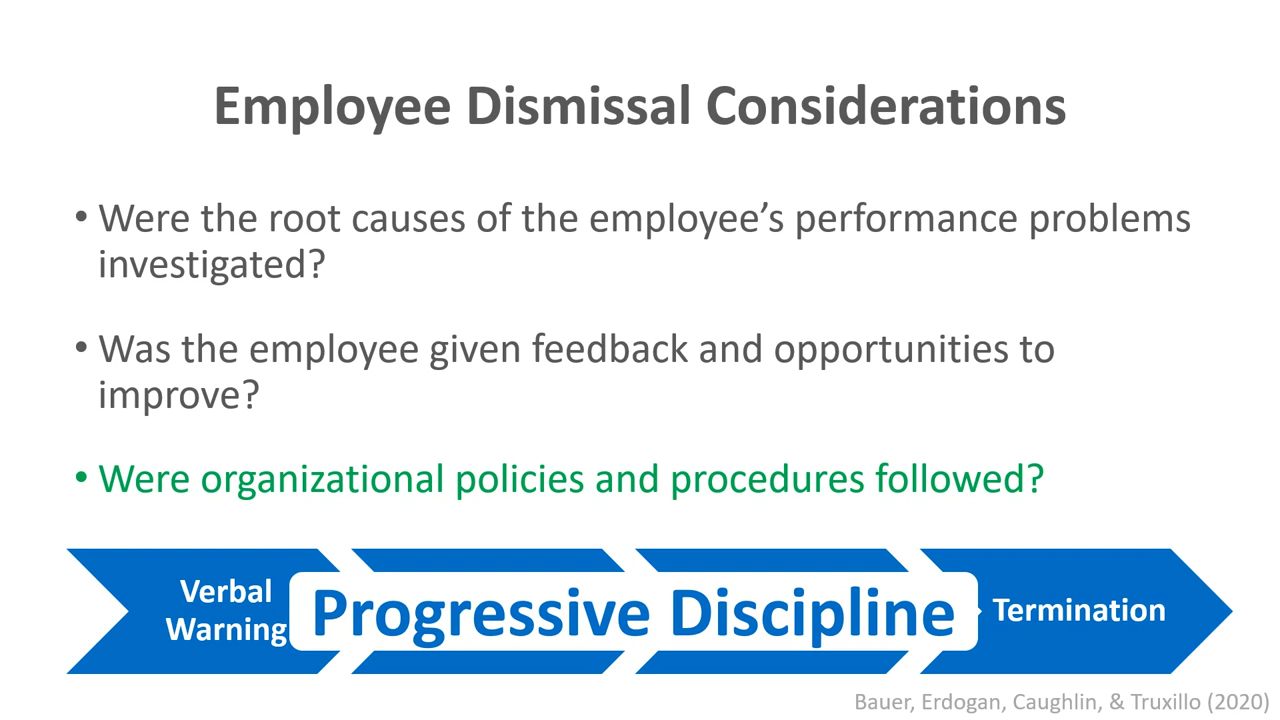 Employee Dismissal Considerations
• Were the root causes of the employee’s performance problems
investigated?
• Was the employee given feedback and opportunities to
improve?
• Were organizational policies and procedures followed?
Verbal
Warning
Progressive Discipline
Termination
Bauer, Erdogan, Caughlin, & Truxillo (2020)